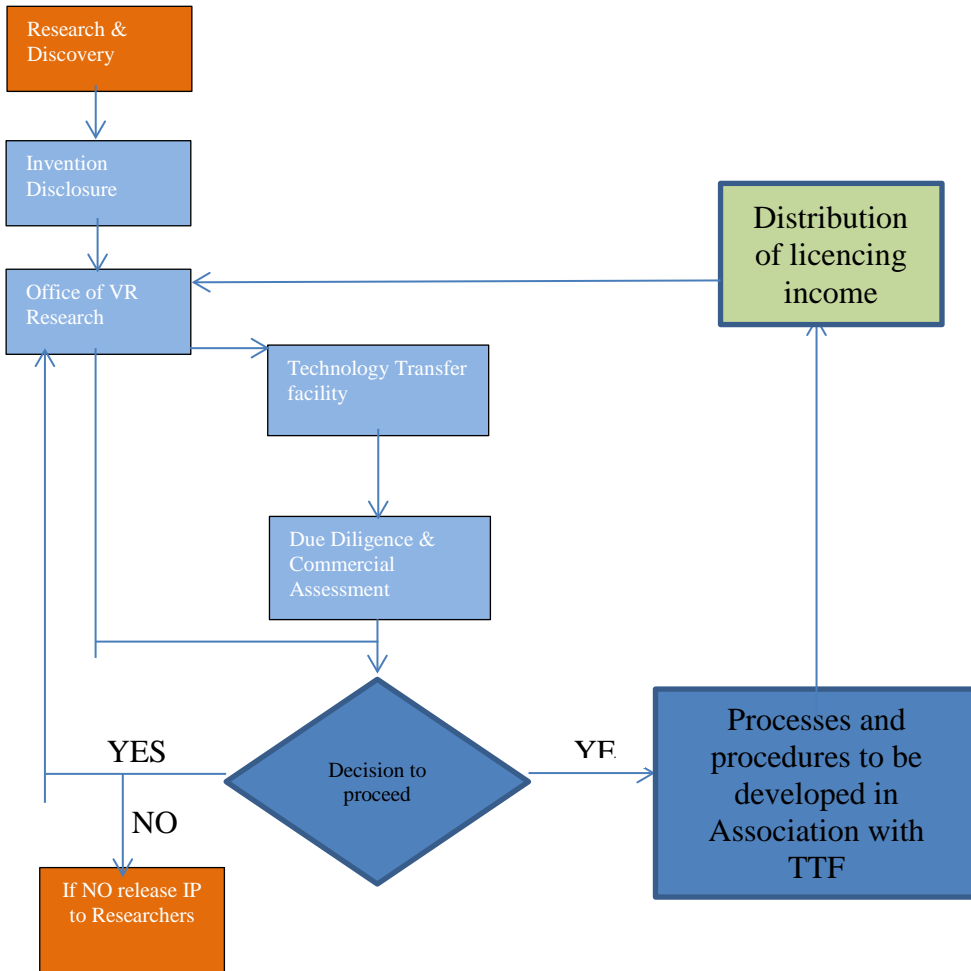 Research &
Discovery
Invention
Disclosure
Office of VR
Research
Distribution
of licencing
income
Technology Transfer
facility
Due Diligence &
Commercial
Assessment
YES
Decision to
proceed
YE
NO
Processes and
procedures to be
developed in
Association with
TTF
If NO release IP
to Researchers